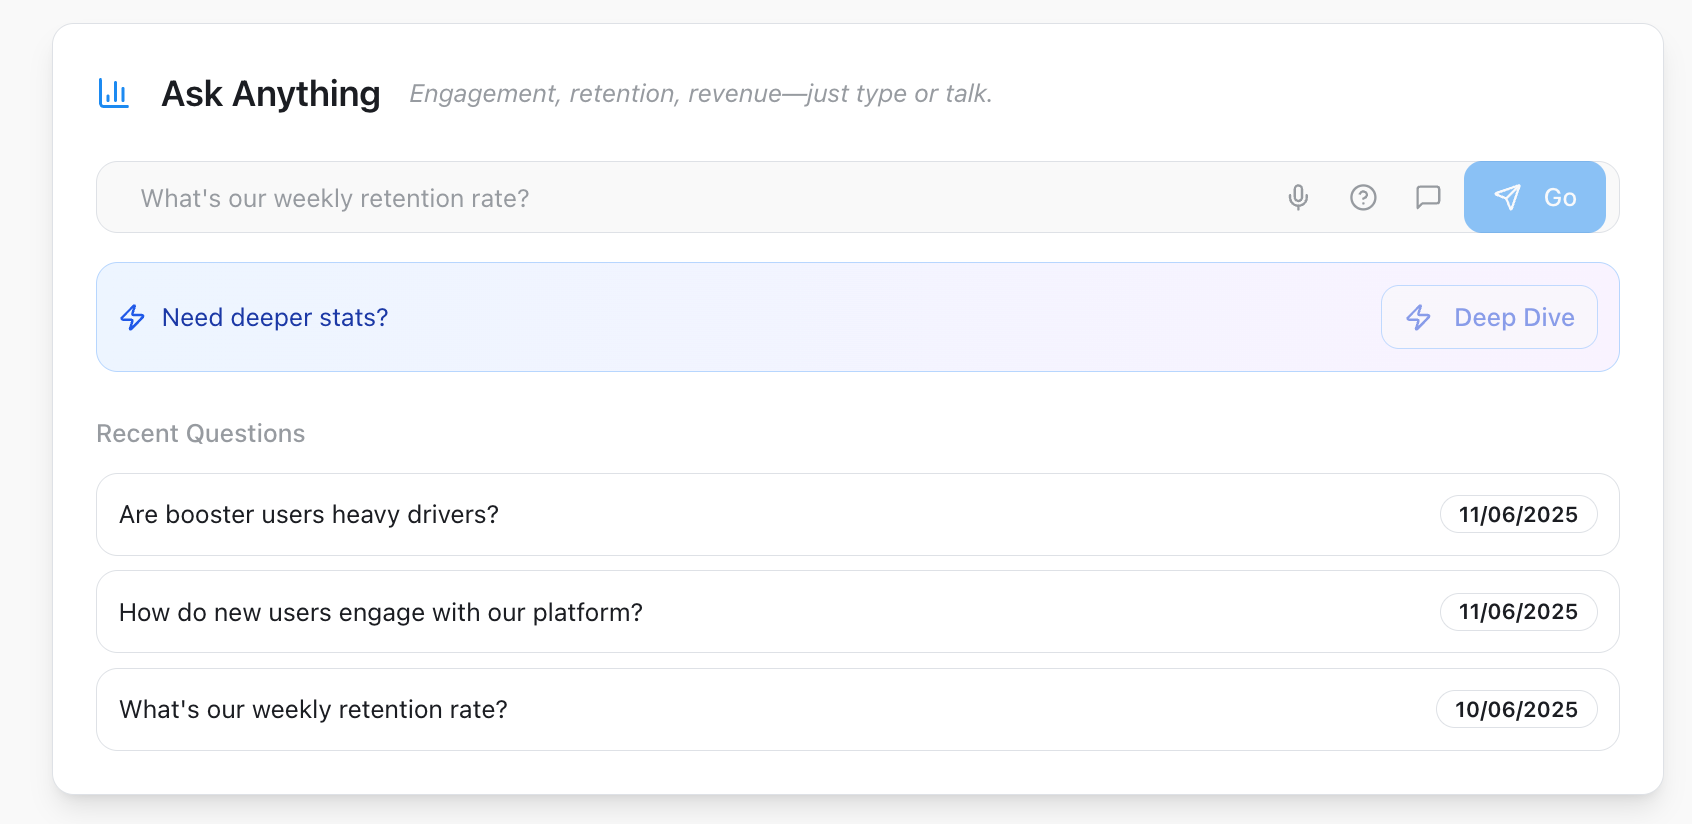 Ask Anything Engagement, retention, revenue—just type or talk.
What's our weekly retention rate? Go
Need deeper stats? Deep Dive
Recent Questions
Are booster users heavy drivers? 11/06/2025
How do new users engage with our platform? 11/06/2025
What's our weekly retention rate? 10/06/2025